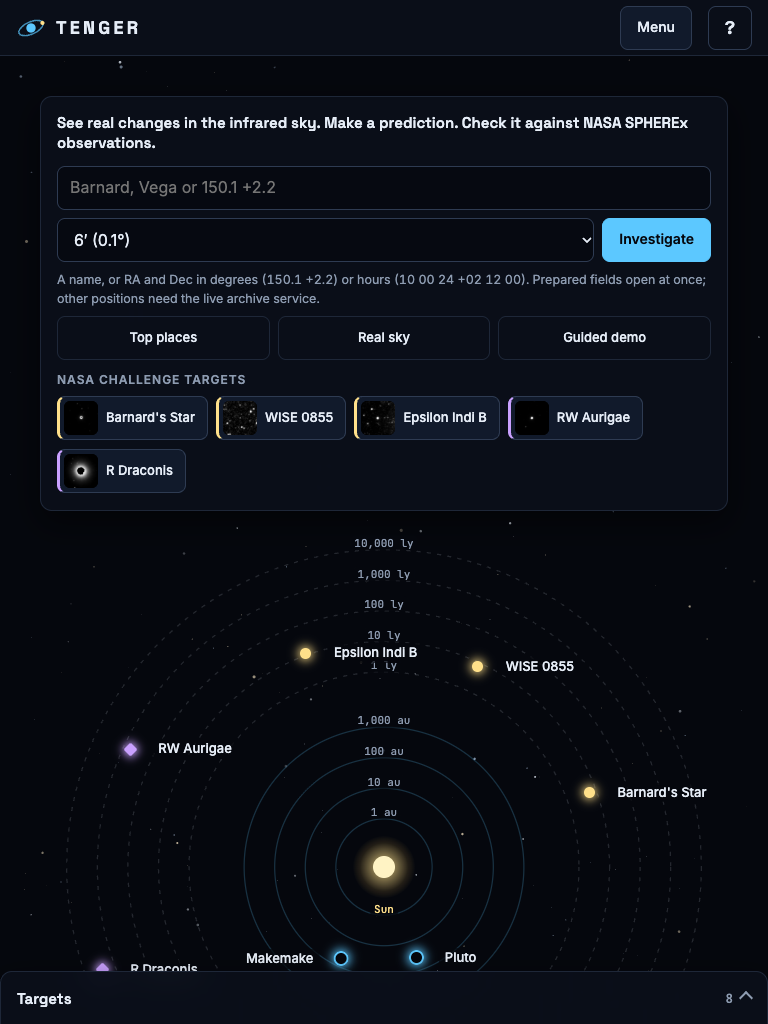 TENGER
Menu
?
See real changes in the infrared sky. Make a prediction. Check it against NASA SPHEREx
observations.
Barnard, Vega or 150.1 +2.2
6′ (0.1°)
Investigate
A name, or RA and Dec in degrees (150.1 +2.2) or hours (10 00 24 +02 12 00). Prepared fields open at once;
other positions need the live archive service.
Top places
Real sky
Guided demo
NASA CHALLENGE TARGETS
Barnard's Star
WISE 0855
Epsilon Indi B
RW Aurigae
R Draconis
10,000 ly
1,000 ly
100 ly
10 ly
Epsilon Indi B
1 ly
WISE 0855
1,000 au
RW Aurigae
100 au
10 au
Barnard's Star
1 au
Sun
Makemake
Pluto
R Draconis
Targets
8